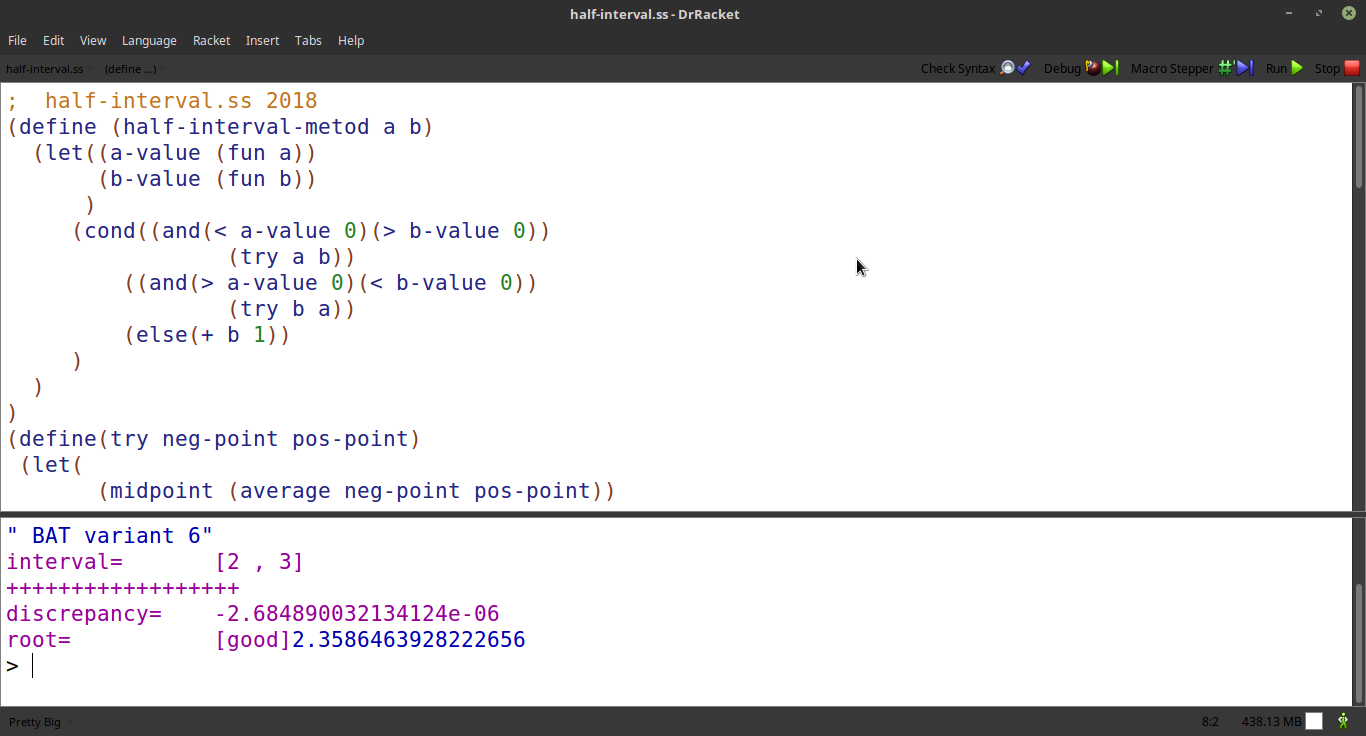 half-interval.ss - DrRacket
File Edit View Language Racket Insert Tabs Help
half-interval.ss (define ...) Check Syntax Debug Macro Stepper #' Run Stop
;  half-interval.ss 2018
(define (half-interval-metod a b)
  (let((a-value (fun a))
       (b-value (fun b))
      )
     (cond((and(< a-value 0)(> b-value 0))
                 (try a b))
         ((and(> a-value 0)(< b-value 0))
                 (try b a))
         (else(+ b 1))
     )
  )
)
(define(try neg-point pos-point)
 (let(
       (midpoint (average neg-point pos-point))
" BAT variant 6"
interval=       [2 , 3]
++++++++++++++++++
discrepancy=    -2.684890032134124e-06
root=           [good]2.3586463928222656
>
Pretty Big 8:2 438.13 MB